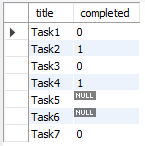 title completed
Task1 0
Task2 1
Task3 0
Task4 1
Task5 NULL
Task6 NULL
Task7 0